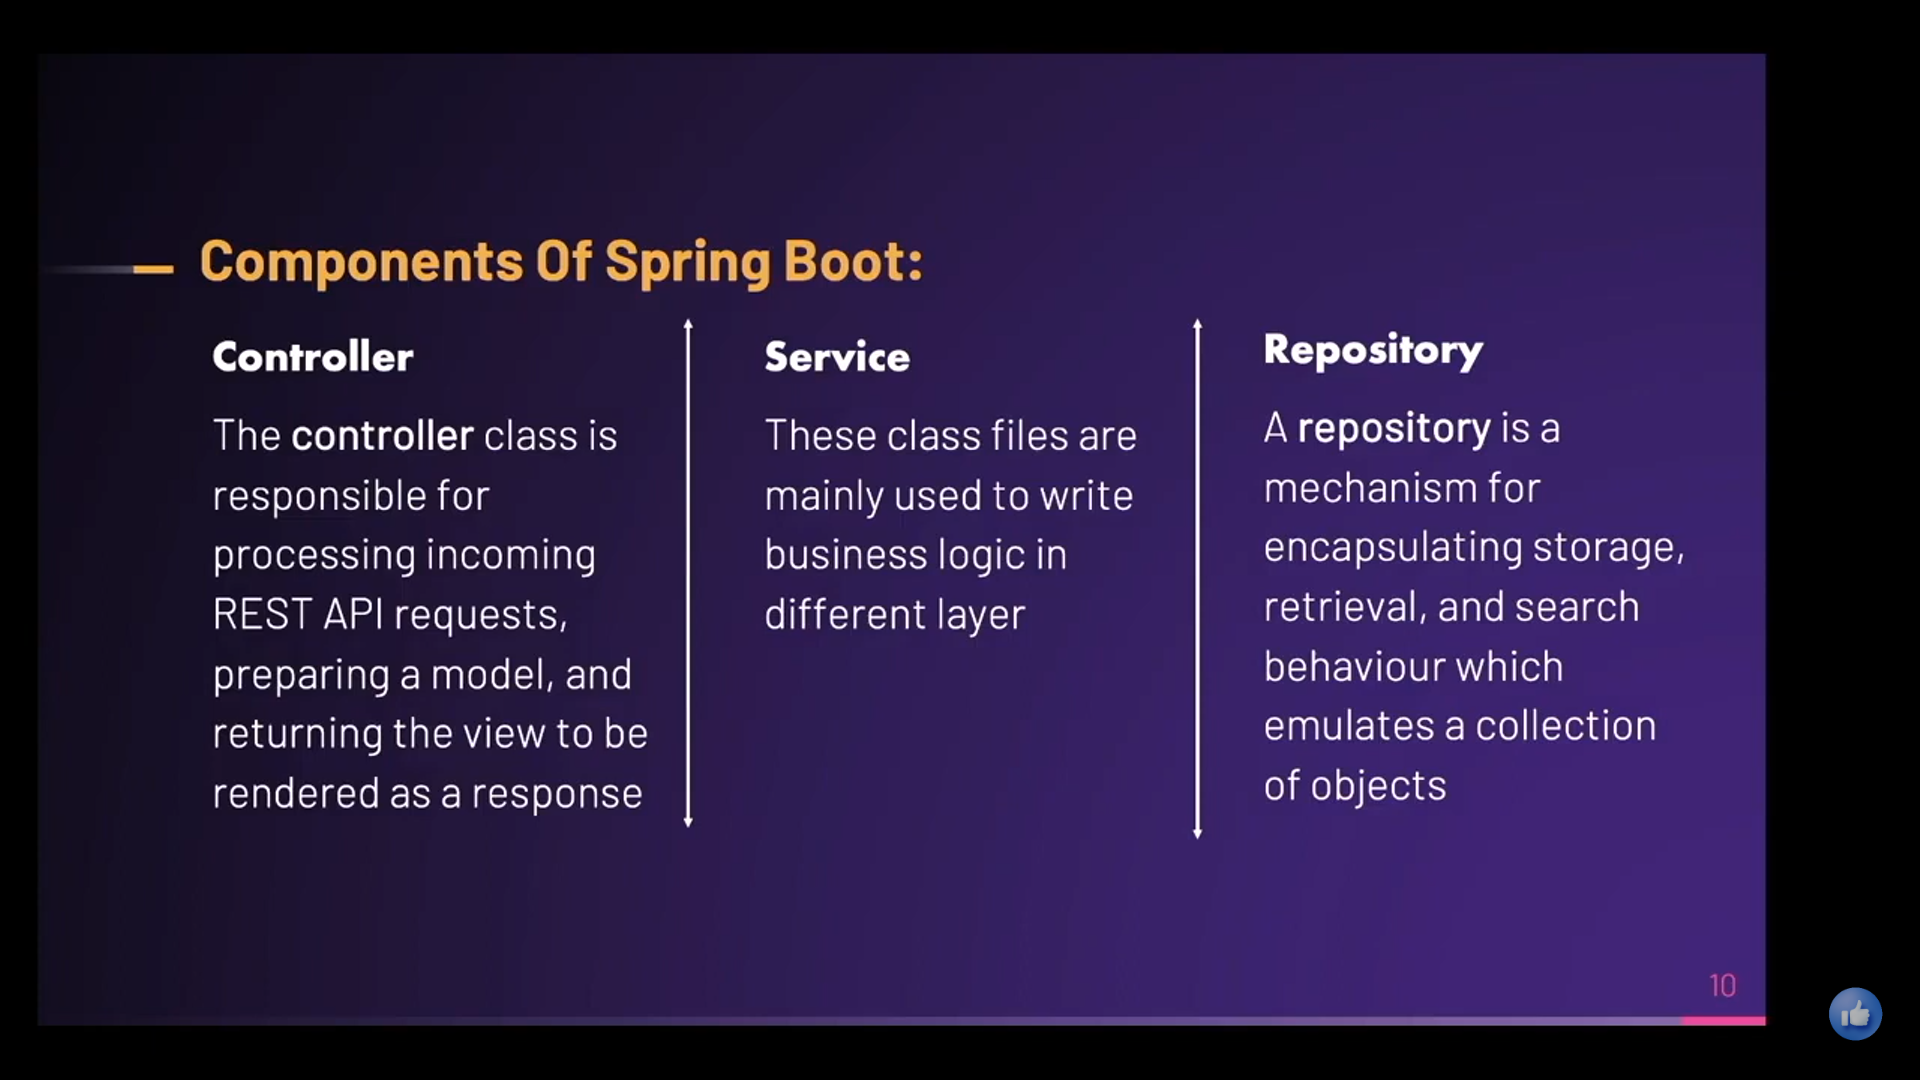 Components Of Spring Boot:
Controller
The controller class is
responsible for
processing incoming
REST API requests,
preparing a model, and
returning the view to be
rendered as a response
Service
These class files are
mainly used to write
business logic in
different layer
Repository
A repository is a
mechanism for
encapsulating storage,
retrieval, and search
behaviour which
emulates a collection
of objects
10